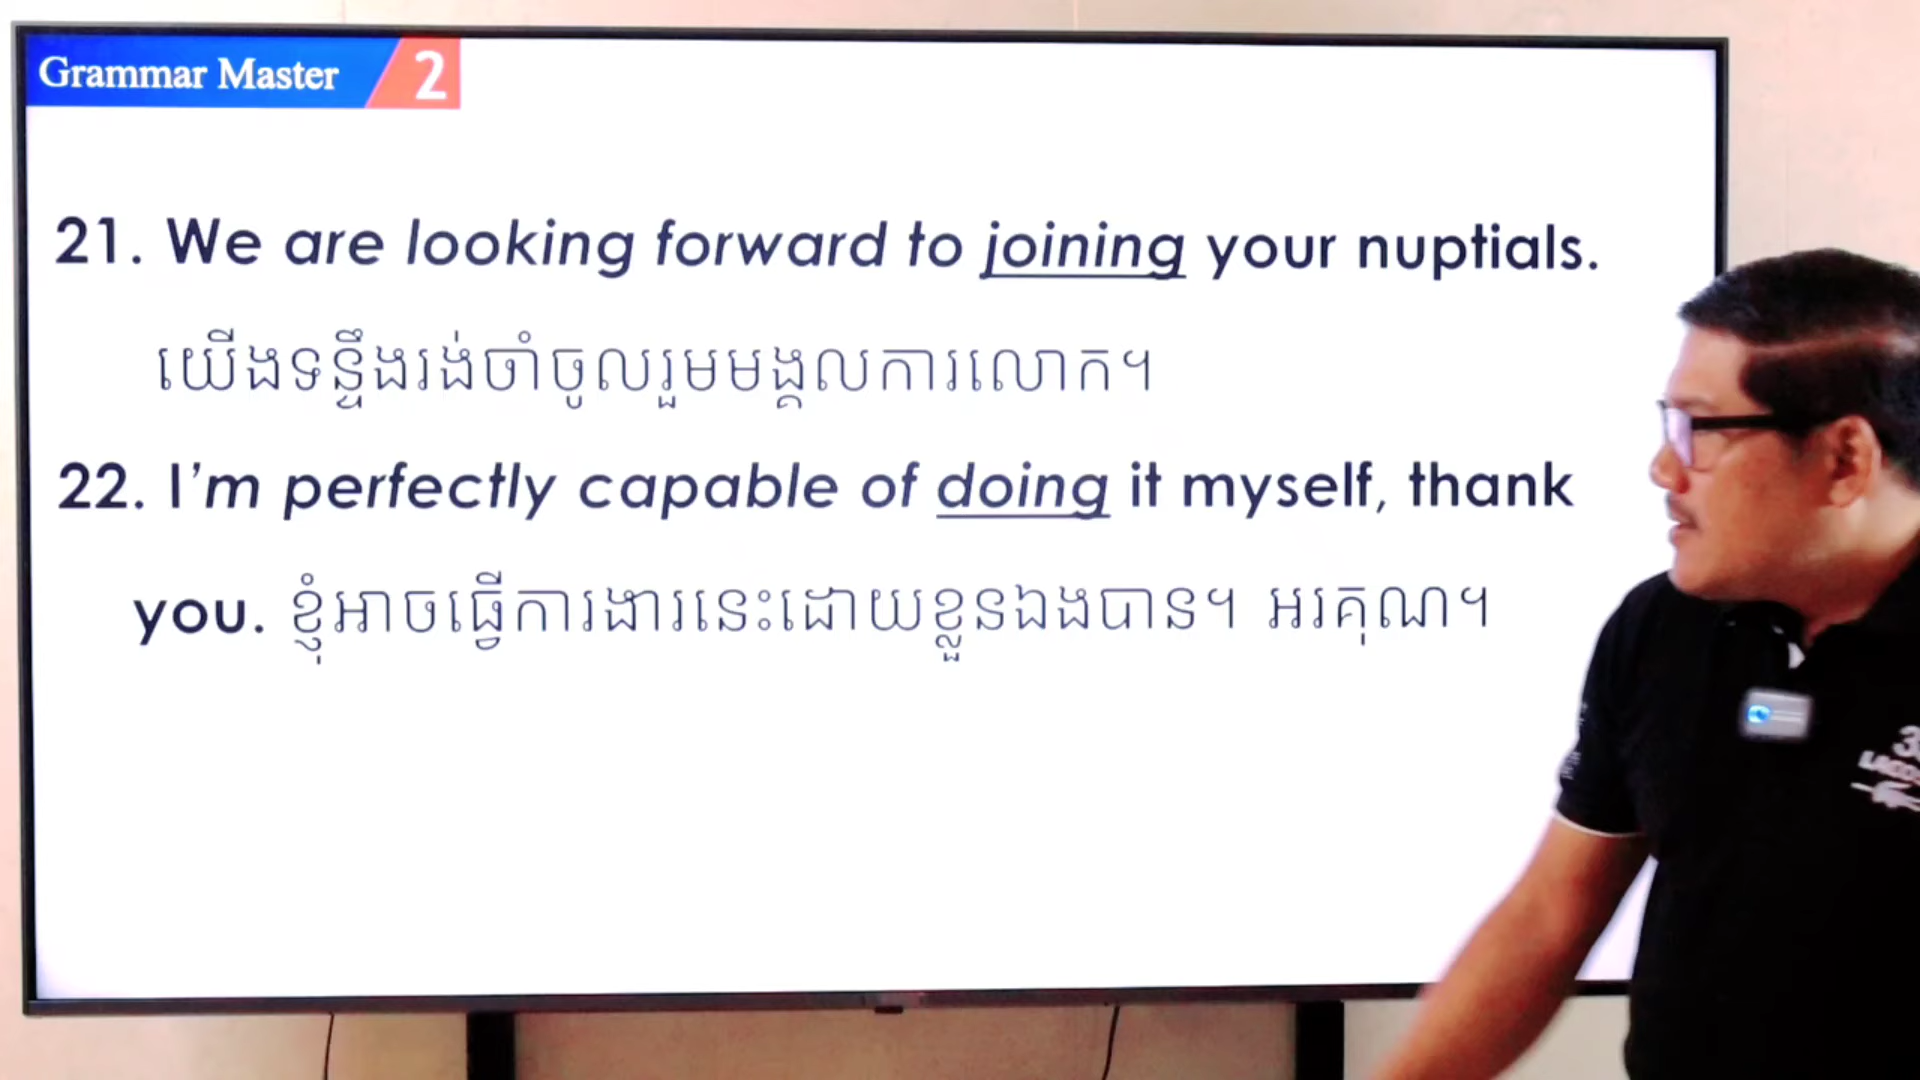 Grammar Master 2
21. We are looking forward to joining your nuptials.
យើងទន្ទឹងរង់ចាំចូលរួមមង្គលការលោក។
22. I'm perfectly capable of doing it myself, thank
you. ខ្ញុំអាចធ្វើការងារនេះដោយខ្លួនឯងបាន។ អរគុណ។